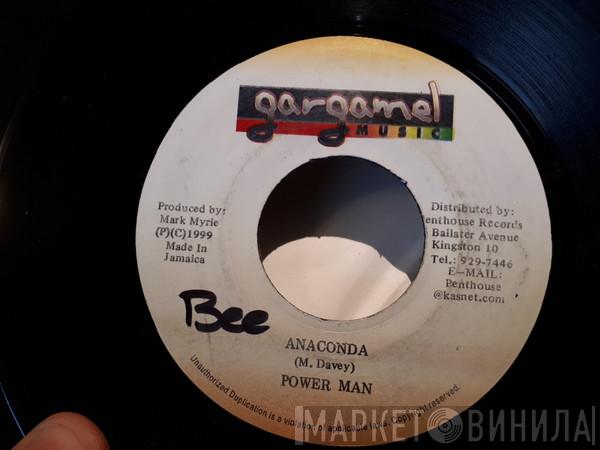 gargamel
MUSIC
Produced by:
Mark Myrie
(P)(C)1999
Made In
Jamaica
Distributed by:
Penthouse Records
Ballater Avenue
Kingston 10
Tel.: 929-7446
E-MAIL:
Penthouse
@kasnet.com
Bee
ANACONDA
(M. Davey)
POWER MAN
Unauthorized Duplication is a violation of applicable laws. Copyright reserved.
МАРКЕТ ВИНИЛА